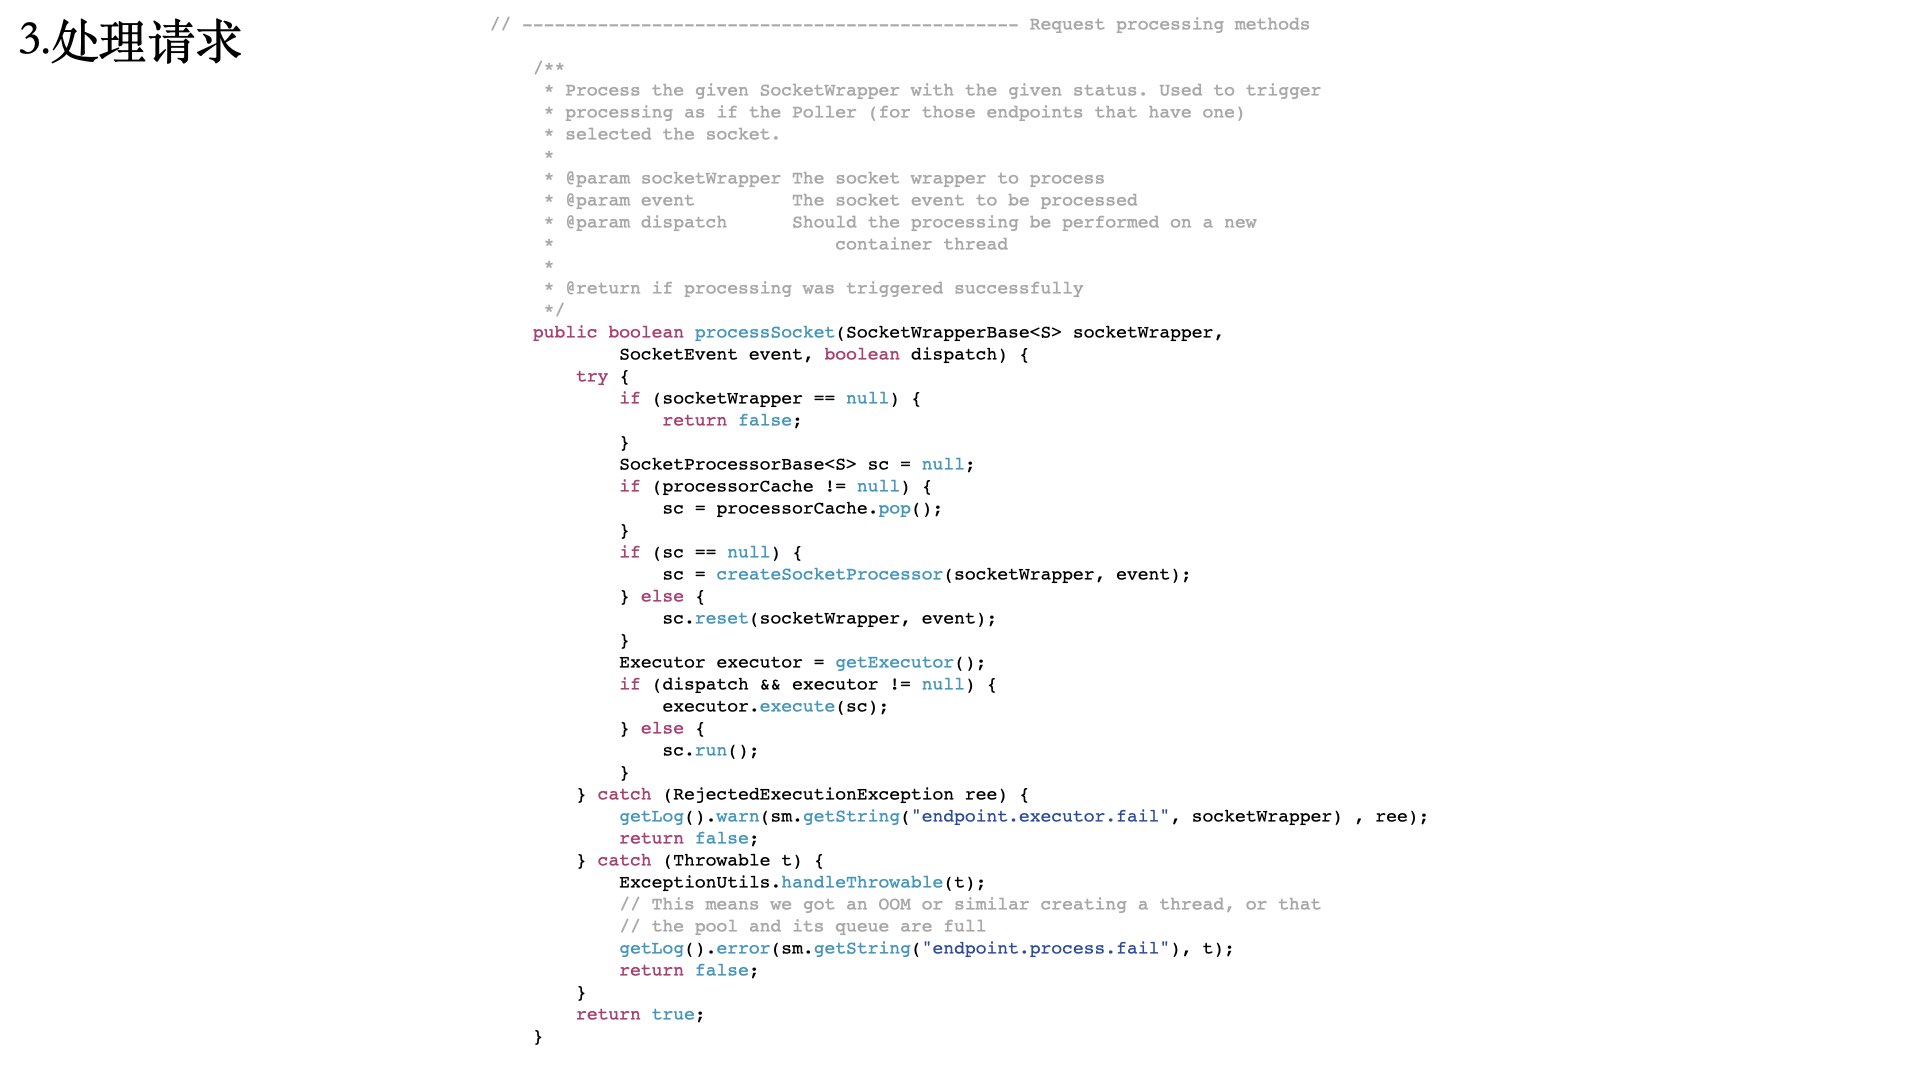 3.处理请求
// ---------------------------------------------- Request processing methods
    /**
     * Process the given SocketWrapper with the given status. Used to trigger
     * processing as if the Poller (for those endpoints that have one)
     * selected the socket.
     *
     * @param socketWrapper The socket wrapper to process
     * @param event         The socket event to be processed
     * @param dispatch      Should the processing be performed on a new
     *                          container thread
     *
     * @return if processing was triggered successfully
     */
    public boolean processSocket(SocketWrapperBase<S> socketWrapper,
            SocketEvent event, boolean dispatch) {
        try {
            if (socketWrapper == null) {
                return false;
            }
            SocketProcessorBase<S> sc = null;
            if (processorCache != null) {
                sc = processorCache.pop();
            }
            if (sc == null) {
                sc = createSocketProcessor(socketWrapper, event);
            } else {
                sc.reset(socketWrapper, event);
            }
            Executor executor = getExecutor();
            if (dispatch && executor != null) {
                executor.execute(sc);
            } else {
                sc.run();
            }
        } catch (RejectedExecutionException ree) {
            getLog().warn(sm.getString("endpoint.executor.fail", socketWrapper) , ree);
            return false;
        } catch (Throwable t) {
            ExceptionUtils.handleThrowable(t);
            // This means we got an OOM or similar creating a thread, or that
            // the pool and its queue are full
            getLog().error(sm.getString("endpoint.process.fail"), t);
            return false;
        }
        return true;
    }